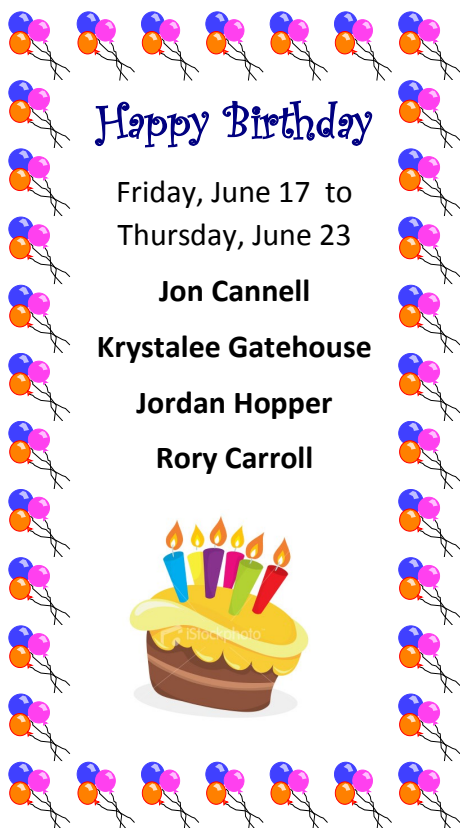 Happy Birthday
Friday, June 17 to
Thursday, June 23
Jon Cannell
Krystalee Gatehouse
Jordan Hopper
Rory Carroll
iStockphoto